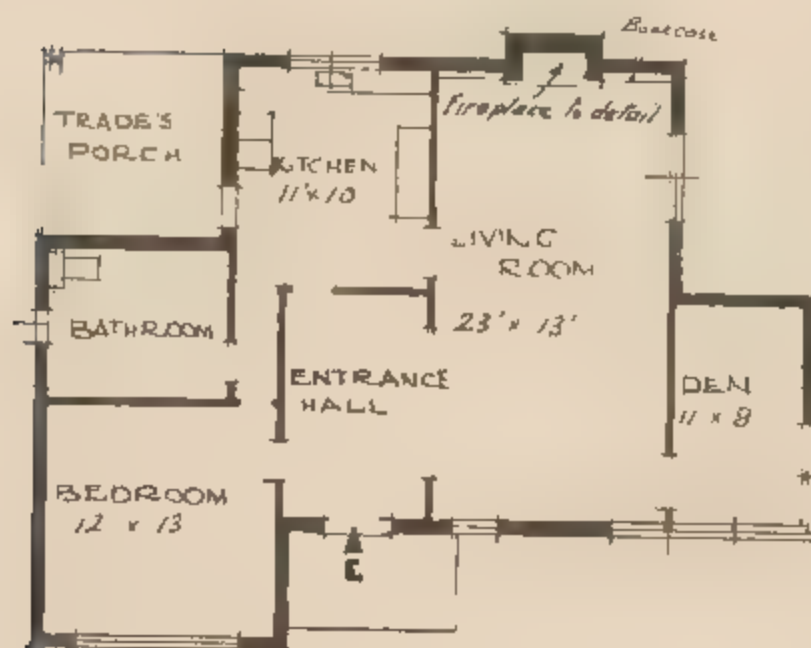 Bookcase
fireplace to detail
TRADE'S
PORCH
KITCHEN
11' x 10
LIVING
ROOM
23' x 13'
BATHROOM
ENTRANCE
HALL
DEN
11 x 8
BEDROOM
12 x 13
E